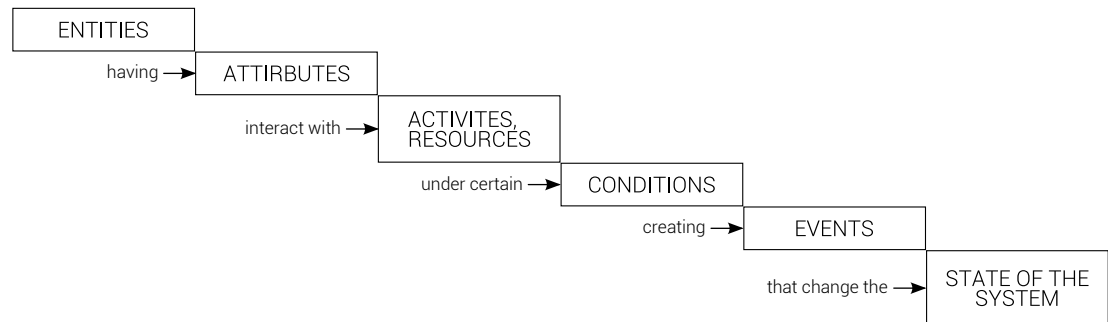 ENTITIES
having
ATTIRBUTES
interact with
ACTIVITES,
RESOURCES
under certain
CONDITIONS
creating
EVENTS
that change the
STATE OF THE
SYSTEM